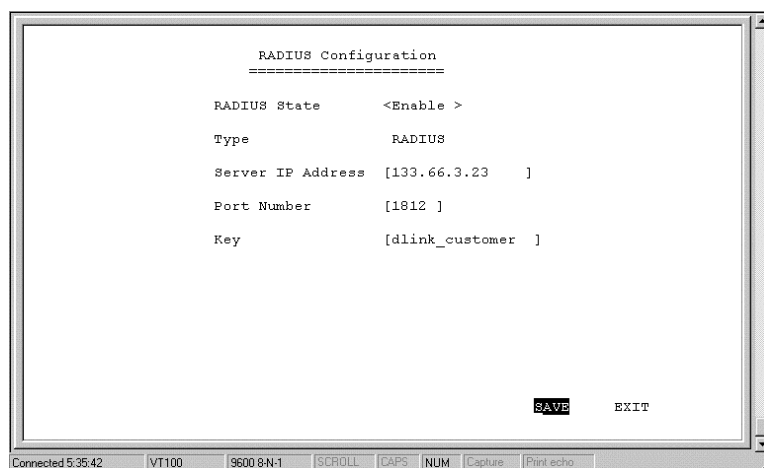 RADIUS Configuration
======================
RADIUS State <Enable >
Type RADIUS
Server IP Address [133.66.3.23 ]
Port Number [1812 ]
Key [dlink_customer ]
SAVE EXIT
Connected 5:35:42 VT100 9600 8-N-1 SCROLL CAPS NUM Capture Print echo